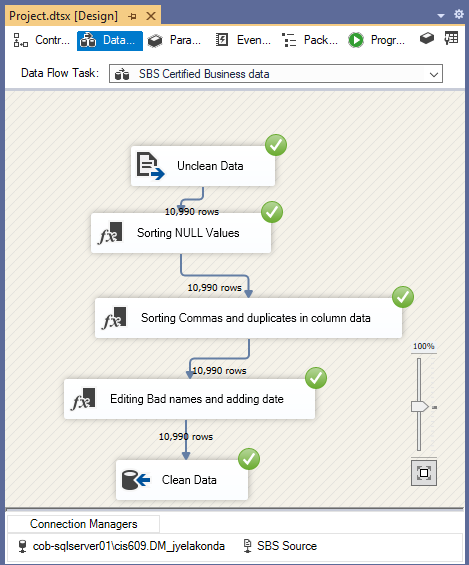 Project.dtsx [Design]
Contr... Data... Para... Even... Pack... Progr...
Data Flow Task: SBS Certified Business data
Unclean Data
10,990 rows
Sorting NULL Values
10,990 rows
Sorting Commas and duplicates in column data
100%
10,990 rows
Editing Bad names and adding date
10,990 rows
Clean Data
Connection Managers
cob-sqlserver01\cis609.DM_jyelakonda SBS Source